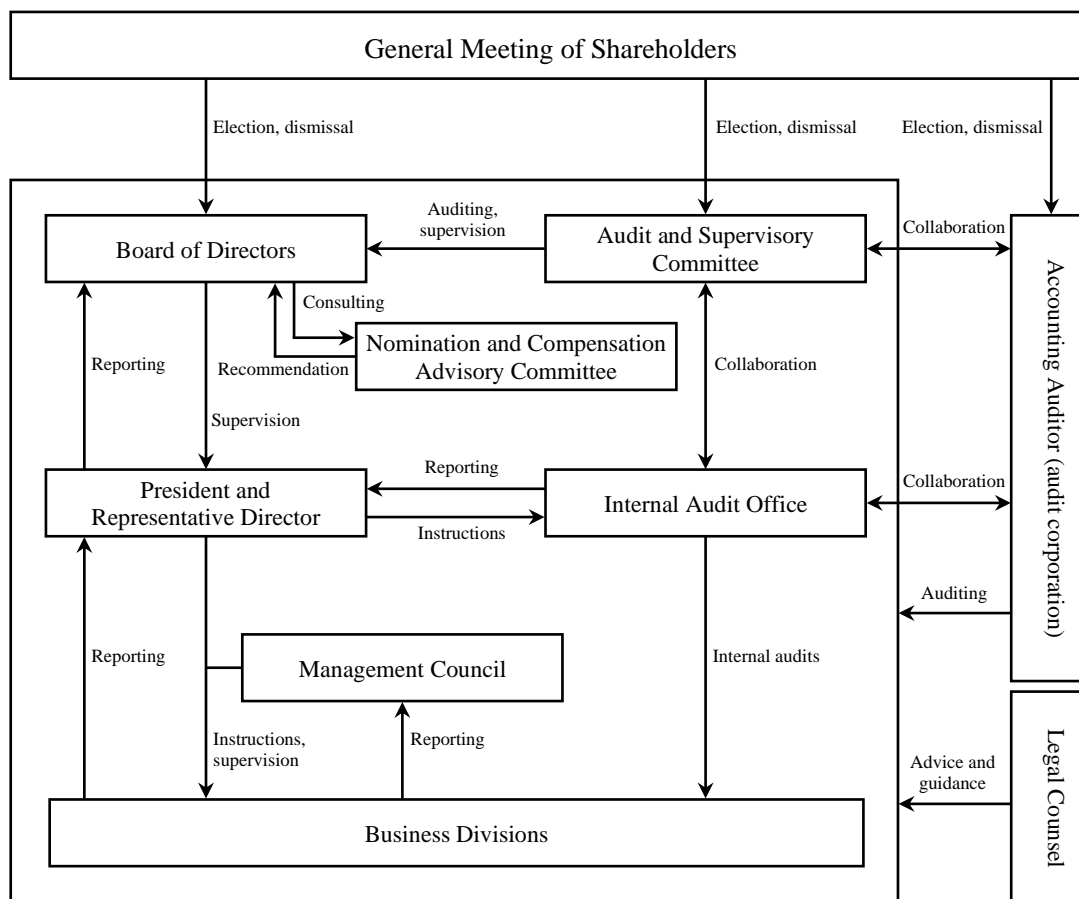 General Meeting of Shareholders
Election, dismissal
Election, dismissal
Election, dismissal
Board of Directors
Auditing,
supervision
Audit and Supervisory
Committee
Collaboration
Consulting
Nomination and Compensation
Advisory Committee
Recommendation
Reporting
Collaboration
Supervision
Accounting Auditor (audit corporation)
President and
Representative Director
Reporting
Instructions
Internal Audit Office
Collaboration
Auditing
Reporting
Management Council
Internal audits
Instructions,
supervision
Reporting
Advice and
guidance
Legal Counsel
Business Divisions